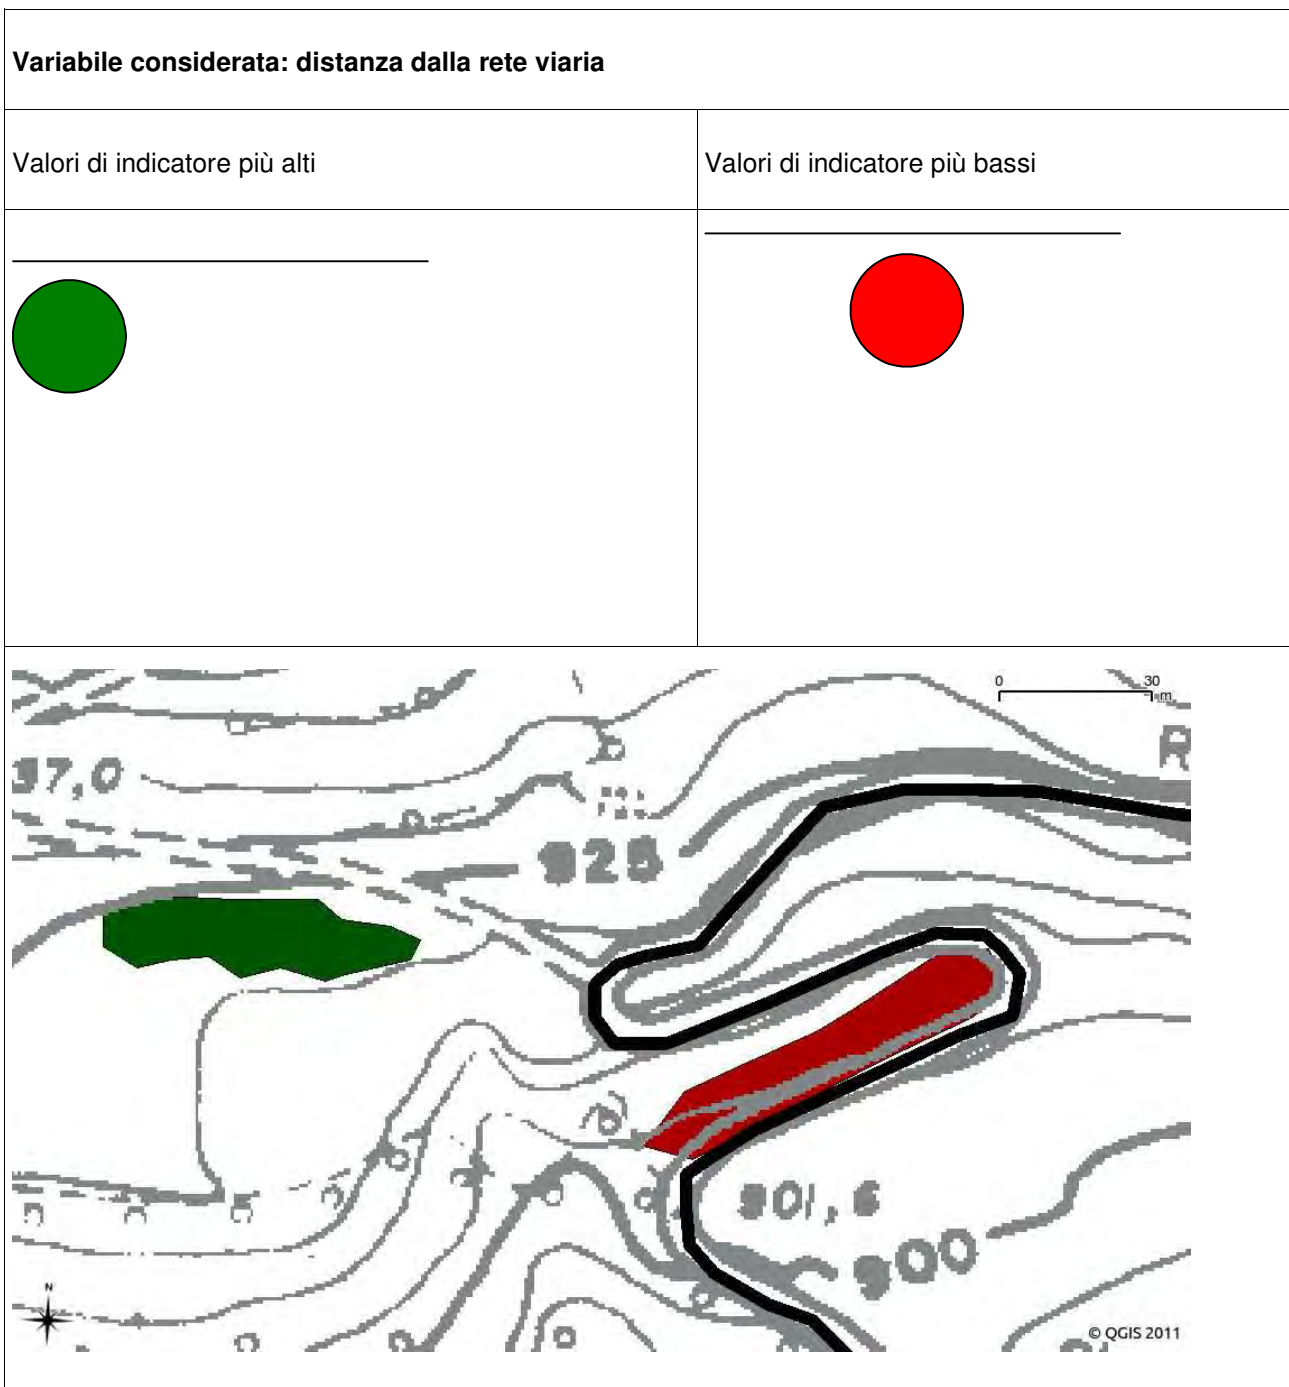 Variabile considerata: distanza dalla rete viaria
Valori di indicatore più alti
Valori di indicatore più bassi
0 30
m
R
37,0
925
901,6
900
N
© QGIS 2011